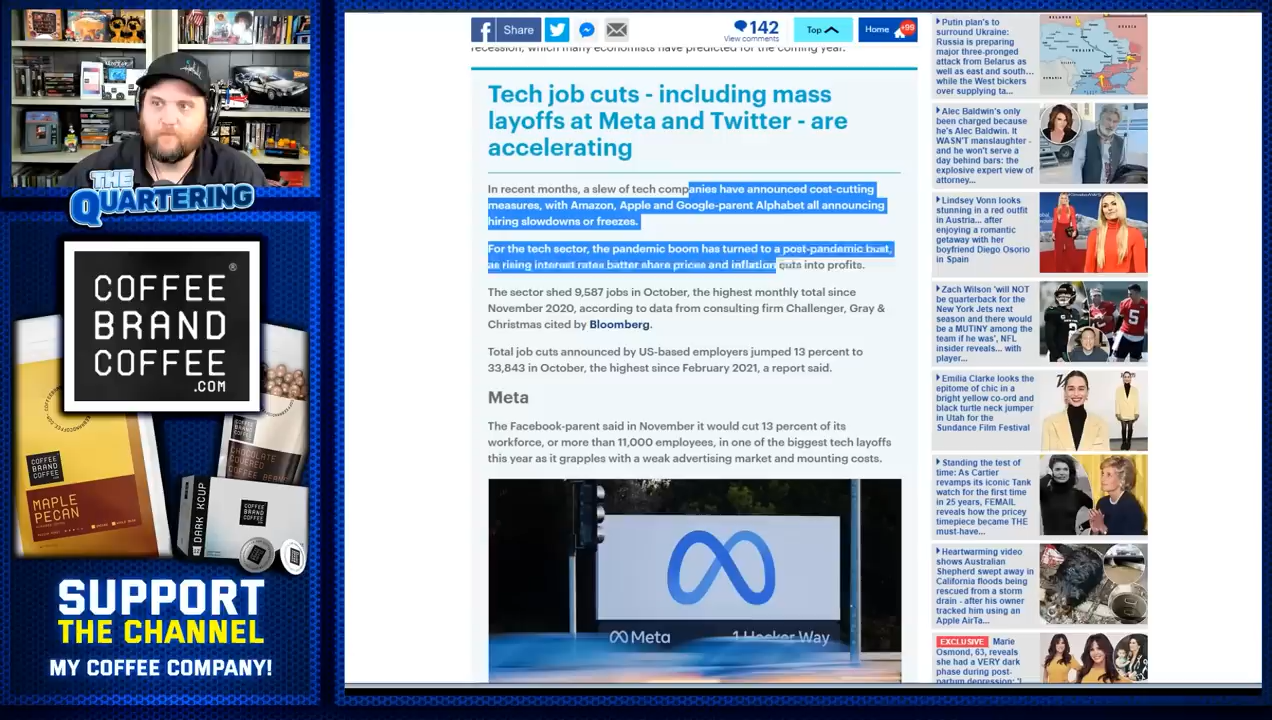 THE
QUARTERING
COFFEE
BRAND
COFFEE
.COM
®
COFFEE
BRAND
COFFEE
MAPLE
PECAN
COFFEE
BRAND
COFFEE
CHOCOLATE
COVERED
COFFEE BEANS
DARK KCUP
COFFEE
BRAND
COFFEE
SUPPORT
THE CHANNEL
MY COFFEE COMPANY!
Share
142
View comments
Top
Home
+99
recession, which many economists have predicted for the coming year.
Tech job cuts - including mass
layoffs at Meta and Twitter - are
accelerating
In recent months, a slew of tech companies have announced cost-cutting
measures, with Amazon, Apple and Google-parent Alphabet all announcing
hiring slowdowns or freezes.
For the tech sector, the pandemic boom has turned to a post-pandemic bust,
as rising interest rates batter share prices and inflation cuts into profits.
The sector shed 9,587 jobs in October, the highest monthly total since
November 2020, according to data from consulting firm Challenger, Gray &
Christmas cited by Bloomberg.
Total job cuts announced by US-based employers jumped 13 percent to
33,843 in October, the highest since February 2021, a report said.
Meta
The Facebook-parent said in November it would cut 13 percent of its
workforce, or more than 11,000 employees, in one of the biggest tech layoffs
this year as it grapples with a weak advertising market and mounting costs.
Meta
1 Hacker Way
Putin plan's to
surround Ukraine:
Russia is preparing
major three-pronged
attack from Belarus as
well as east and south...
while the West bickers
over supplying ta...
Alec Baldwin's only
been charged because
he's Alec Baldwin. It
WASN'T manslaughter -
and he won't serve a
day behind bars: the
explosive expert view of
attorney...
Lindsey Vonn looks
stunning in a red outfit
in Austria... after
enjoying a romantic
getaway with her
boyfriend Diego Osorio
in Spain
Zach Wilson 'will NOT
be quarterback for the
New York Jets next
season and there would
be a MUTINY among the
team if he was', NFL
insider reveals... with
player...
Emilia Clarke looks the
epitome of chic in a
bright yellow co-ord and
black turtle neck jumper
in Utah for the
Sundance Film Festival
Standing the test of
time: As Cartier
revamps its iconic Tank
watch for the first time
in 25 years, FEMAIL
reveals how the pricey
timepiece became THE
must-have...
Heartwarming video
shows Australian
Shepherd swept away in
California floods being
rescued from a storm
drain - after his owner
tracked him using an
Apple AirTa...
EXCLUSIVE Marie
Osmond, 63, reveals
she had a VERY dark
phase during post-
partum depression: 'I